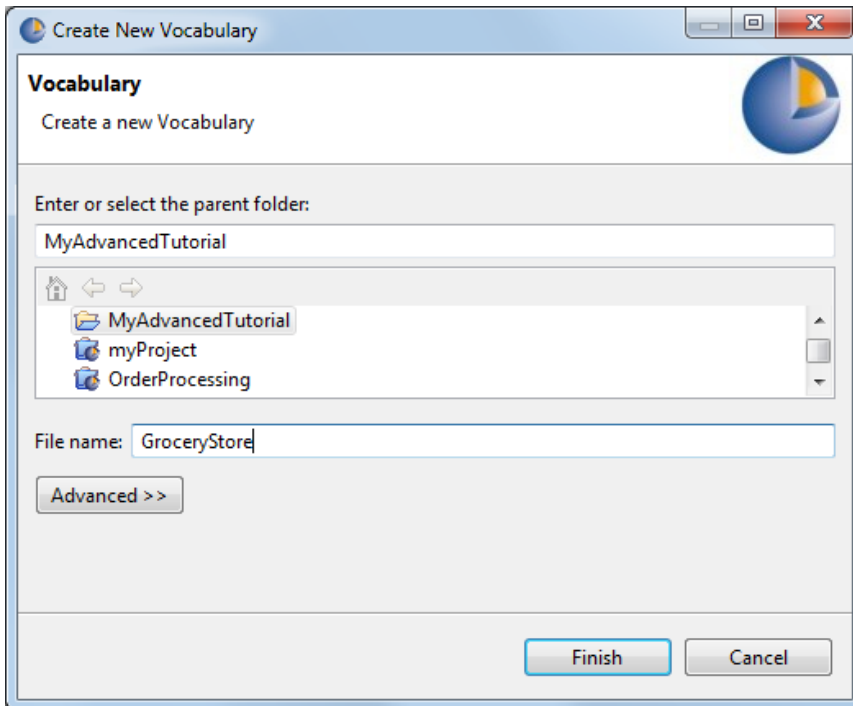 Create New Vocabulary
Vocabulary
Create a new Vocabulary
Enter or select the parent folder:
MyAdvancedTutorial
MyAdvancedTutorial
myProject
OrderProcessing
File name: GroceryStore
Advanced >>
Finish Cancel